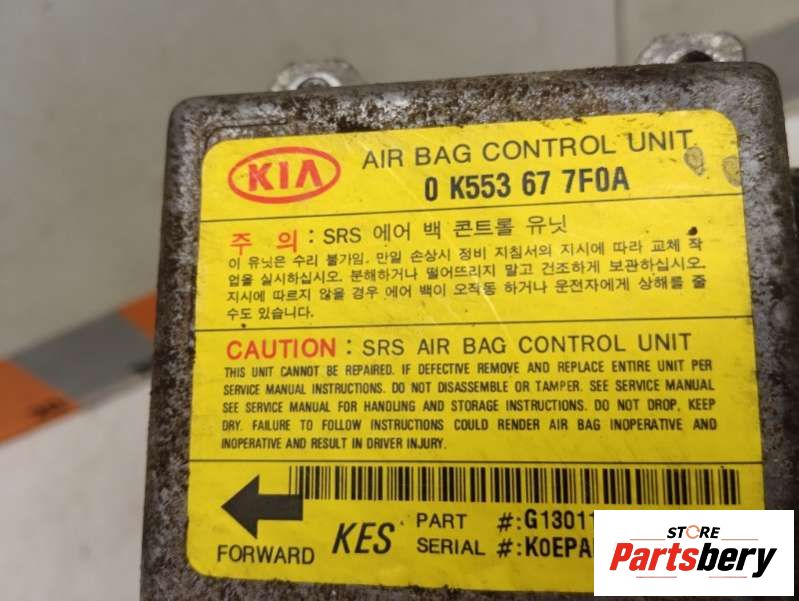 KIA AIR BAG CONTROL UNIT
0 K553 67 7F0A
주 의 : SRS 에어 백 콘트롤 유닛
이 유닛은 수리 불가임. 만일 손상시 정비 지침서의 지시에 따라 교체 작
업을 실시하십시오. 분해하거나 떨어뜨리지 말고 건조하게 보관하십시오.
지시에 따르지 않을 경우 에어 백이 오작동 하거나 운전자에게 상해를 줄
수도 있습니다.
CAUTION : SRS AIR BAG CONTROL UNIT
THIS UNIT CANNOT BE REPAIRED. IF DEFECTIVE REMOVE AND REPLACE ENTIRE UNIT PER
SERVICE MANUAL INSTRUCTIONS. DO NOT DISASSEMBLE OR TAMPER. SEE SERVICE MANUAL
SEE SERVICE MANUAL FOR HANDLING AND STORAGE INSTRUCTIONS. DO NOT DROP, KEEP
DRY. FAILURE TO FOLLOW INSTRUCTIONS COULD RENDER AIR BAG INOPERATIVE AND
INOPERATIVE AND RESULT IN DRIVER INJURY.
FORWARD
KES
PART #:G1301
SERIAL #:K0EPA
STORE
Partsbery